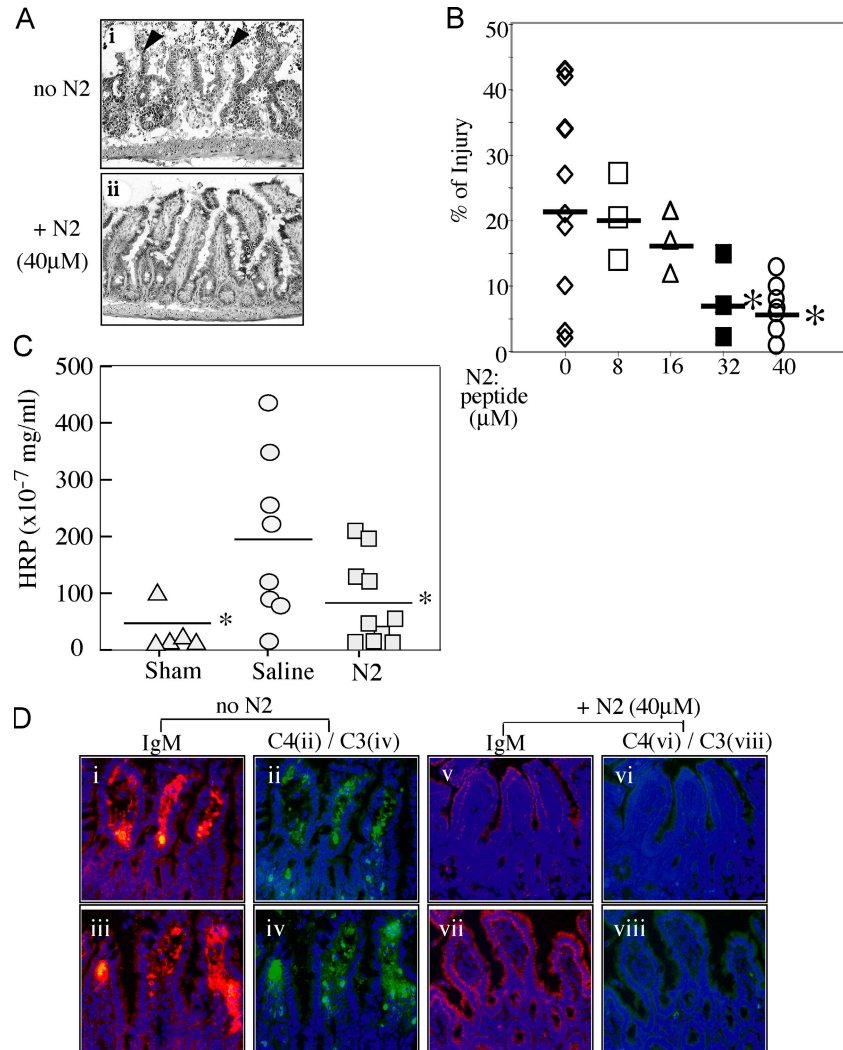 A
i
no N2
ii
+ N2
(40µM)
B
50
40
30
20
10
0
% of Injury
*
*
0 8 16 32 40
N2:
peptide
(µM)
C
500
400
300
200
100
0
HRP (x10⁻⁷ mg/ml)
*
*
Sham Saline N2
D
no N2
+ N2 (40µM)
IgM C4(ii) / C3(iv) IgM C4(vi) / C3(viii)
i ii v vi
iii iv vii viii